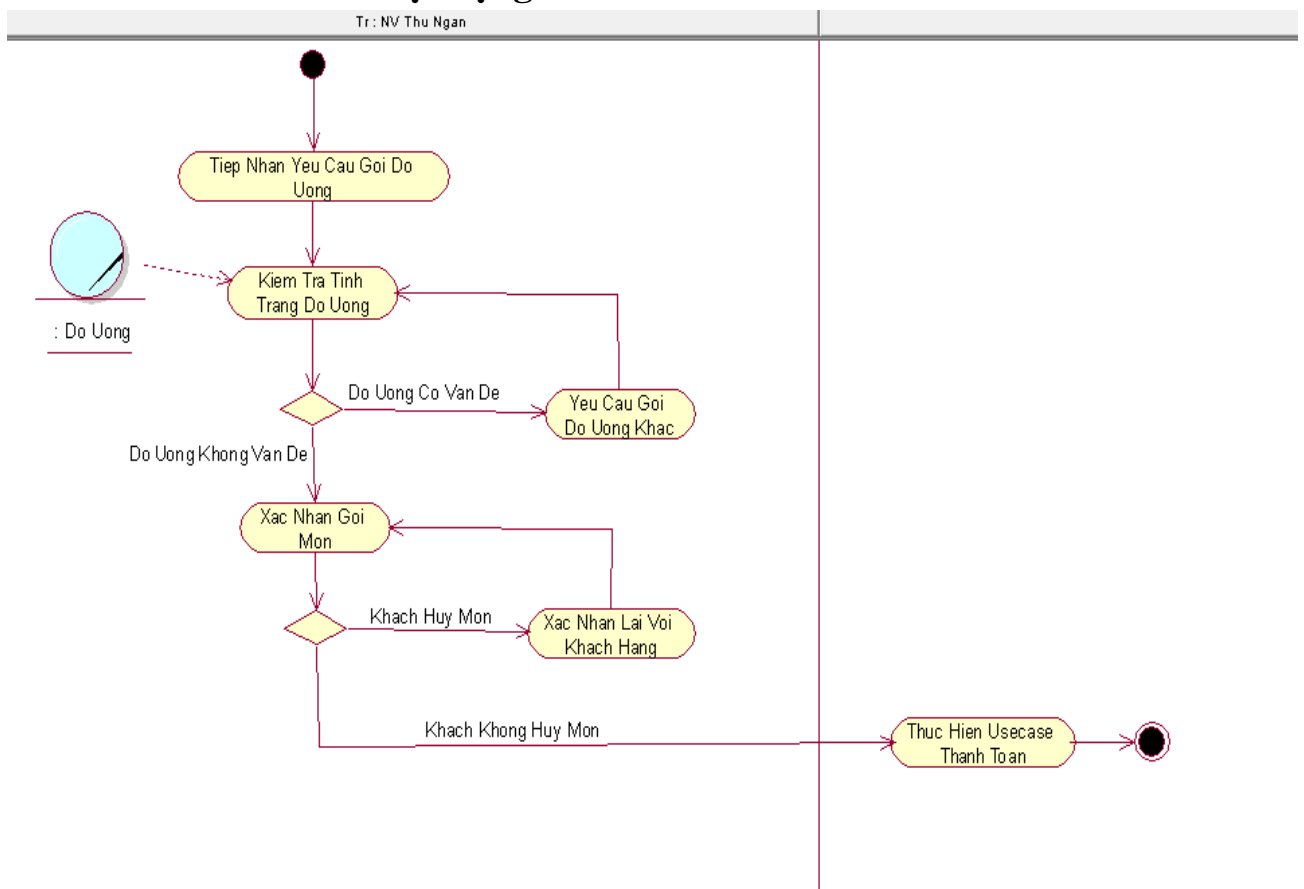 Tr : NV Thu Ngan
Tiep Nhan Yeu Cau Goi Do
Uong
Kiem Tra Tinh
Trang Do Uong
: Do Uong
Do Uong Co Van De
Yeu Cau Goi
Do Uong Khac
Do Uong Khong Van De
Xac Nhan Goi
Mon
Khach Huy Mon
Xac Nhan Lai Voi
Khach Hang
Khach Khong Huy Mon
Thuc Hien Usecase
Thanh Toan